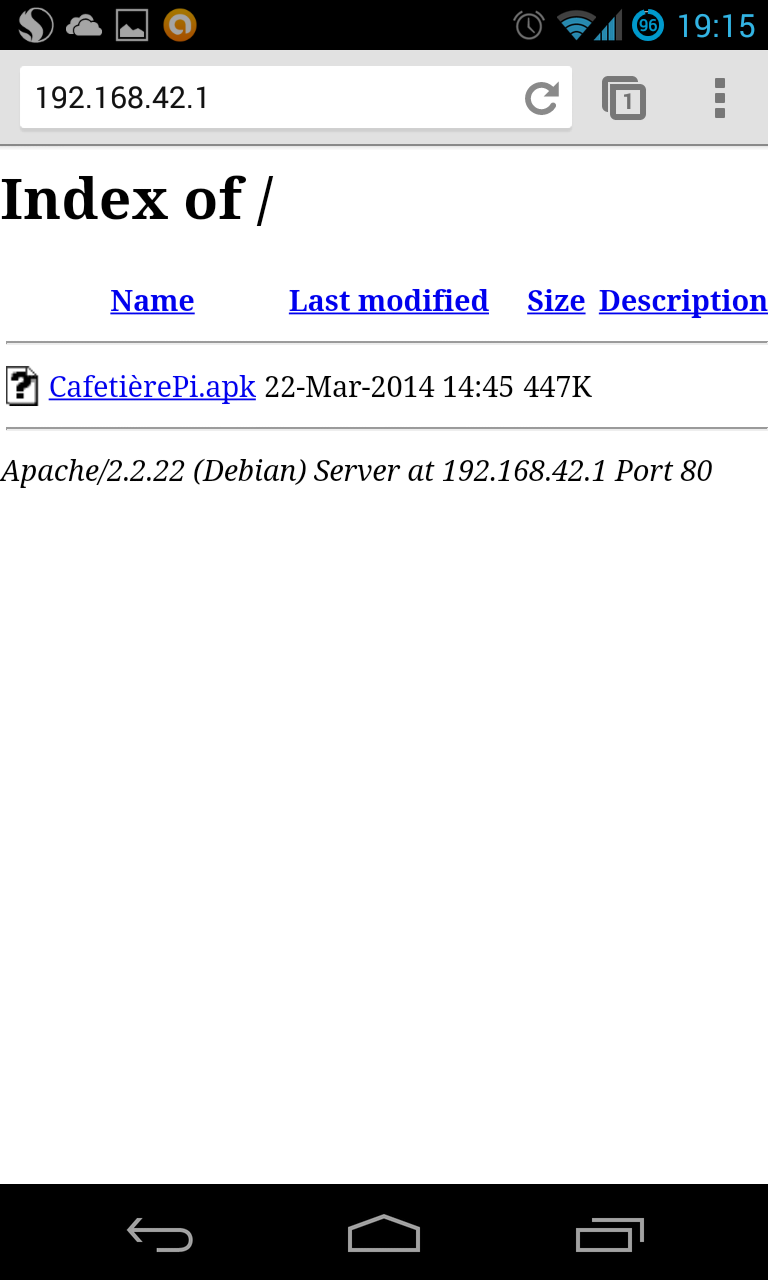 96 19:15
192.168.42.1 1
Index of /
Name Last modified Size Description
CafetièrePi.apk 22-Mar-2014 14:45 447K
Apache/2.2.22 (Debian) Server at 192.168.42.1 Port 80